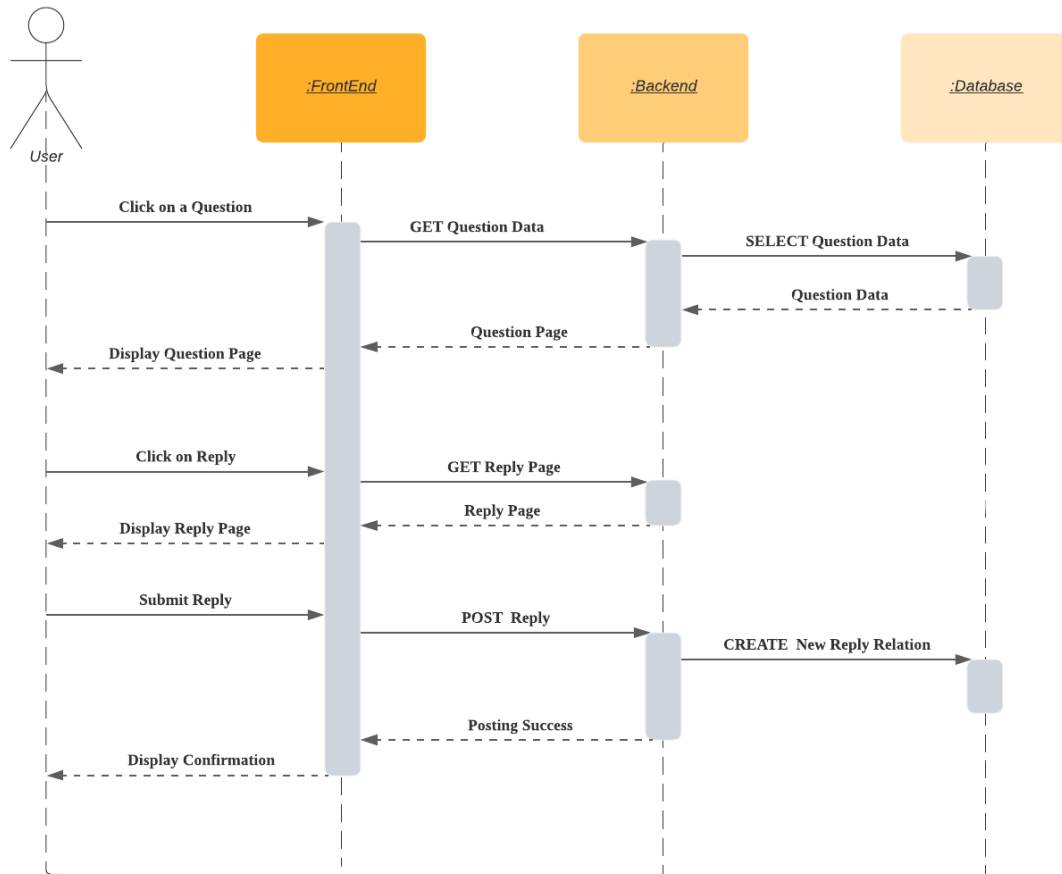 :FrontEnd
:Backend
:Database
User
Click on a Question
GET Question Data
SELECT Question Data
Question Data
Question Page
Display Question Page
Click on Reply
GET Reply Page
Reply Page
Display Reply Page
Submit Reply
POST  Reply
CREATE  New Reply Relation
Posting Success
Display Confirmation